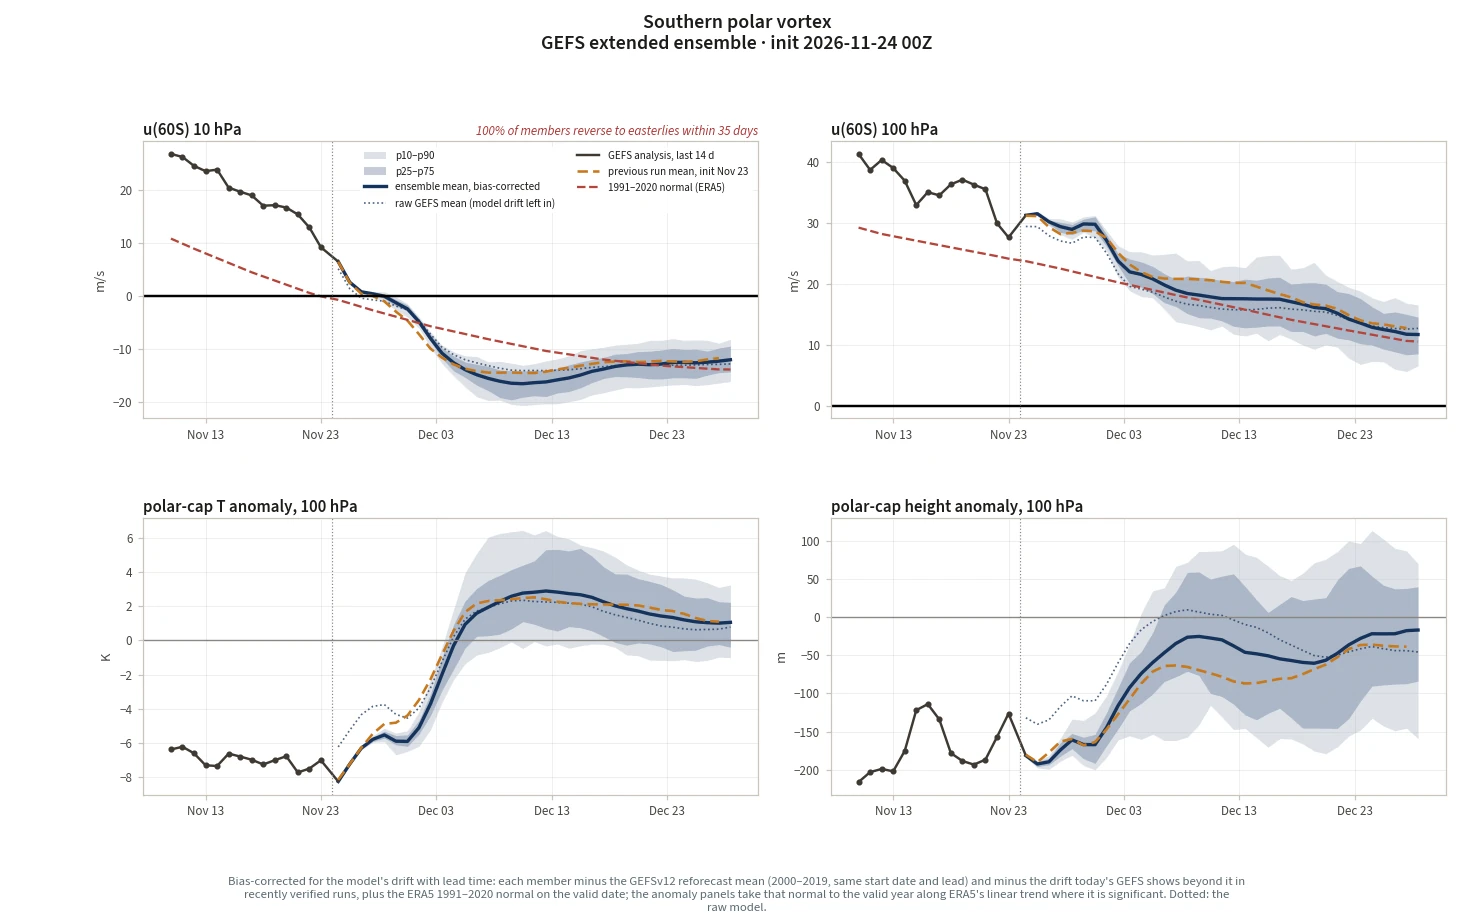 Southern polar vortex
GEFS extended ensemble · init 2026-11-24 00Z
u(60S) 10 hPa
100% of members reverse to easterlies within 35 days
p10–p90
p25–p75
ensemble mean, bias-corrected
raw GEFS mean (model drift left in)
GEFS analysis, last 14 d
previous run mean, init Nov 23
1991–2020 normal (ERA5)
m/s
20
10
0
−10
−20
Nov 13
Nov 23
Dec 03
Dec 13
Dec 23
u(60S) 100 hPa
m/s
40
30
20
10
0
Nov 13
Nov 23
Dec 03
Dec 13
Dec 23
polar-cap T anomaly, 100 hPa
K
6
4
2
0
−2
−4
−6
−8
Nov 13
Nov 23
Dec 03
Dec 13
Dec 23
polar-cap height anomaly, 100 hPa
m
100
50
0
−50
−100
−150
−200
Nov 13
Nov 23
Dec 03
Dec 13
Dec 23
Bias-corrected for the model's drift with lead time: each member minus the GEFSv12 reforecast mean (2000–2019, same start date and lead) and minus the drift today's GEFS shows beyond it in
recently verified runs, plus the ERA5 1991–2020 normal on the valid date; the anomaly panels take that normal to the valid year along ERA5's linear trend where it is significant. Dotted: the
raw model.